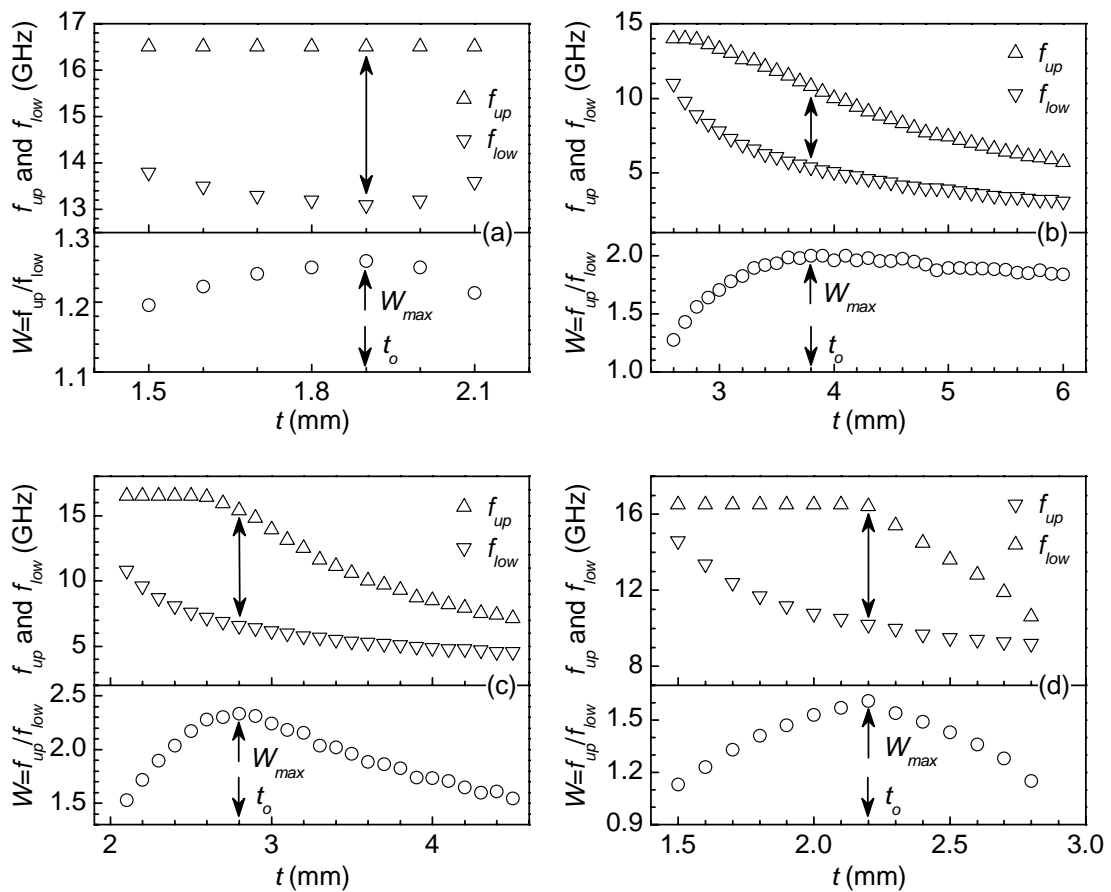 f_up and f_low (GHz)
17
16
15
14
13
△ f_up
▽ f_low
(a)
W=f_up/f_low
1.3
1.2
1.1
W_max
t_o
1.5 1.8 2.1
t (mm)
f_up and f_low (GHz)
15
10
5
△ f_up
▽ f_low
(b)
W=f_up/f_low
2.0
1.5
1.0
W_max
t_o
3 4 5 6
t (mm)
f_up and f_low (GHz)
15
10
5
△ f_up
▽ f_low
(c)
W=f_up/f_low
2.5
2.0
1.5
W_max
t_o
2 3 4
t (mm)
f_up and f_low (GHz)
16
12
8
▽ f_up
△ f_low
(d)
W=f_up/f_low
1.5
1.2
0.9
W_max
t_o
1.5 2.0 2.5 3.0
t (mm)